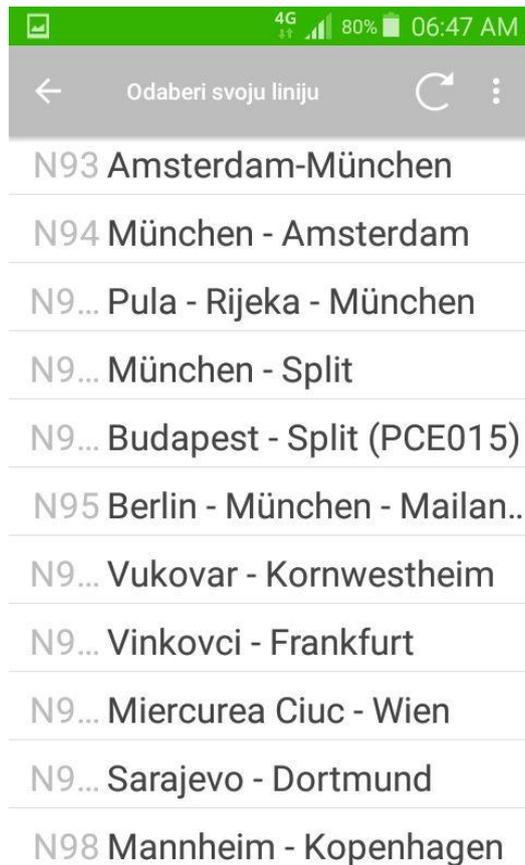 4G 80% 06:47 AM
Odaberi svoju liniju
N93 Amsterdam-München
N94 München - Amsterdam
N9... Pula - Rijeka - München
N9... München - Split
N9... Budapest - Split (PCE015)
N95 Berlin - München - Mailan..
N9... Vukovar - Kornwestheim
N9... Vinkovci - Frankfurt
N9... Miercurea Ciuc - Wien
N9... Sarajevo - Dortmund
N98 Mannheim - Kopenhagen